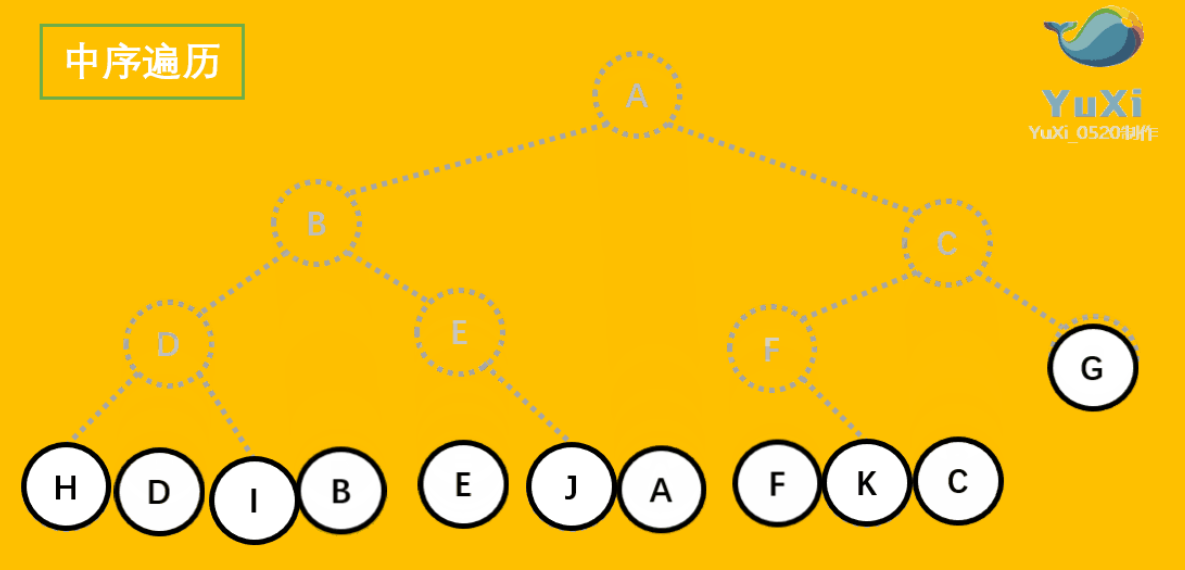 中序遍历
YuXi
YuXi_0520制作
A
B
C
D
E
F
G
H D I B E J A F K C